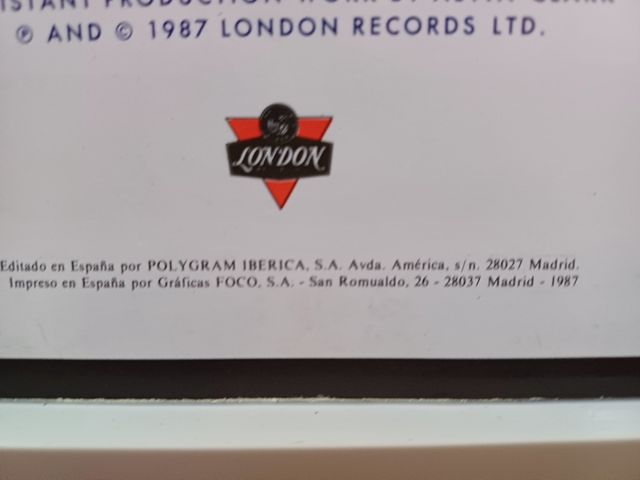 ℗ AND © 1987 LONDON RECORDS LTD.
LONDON
Editado en España por POLYGRAM IBERICA, S.A. Avda. América, s/n. 28027 Madrid.
Impreso en España por Gráficas FOCO, S.A. - San Romualdo, 26 - 28037 Madrid - 1987